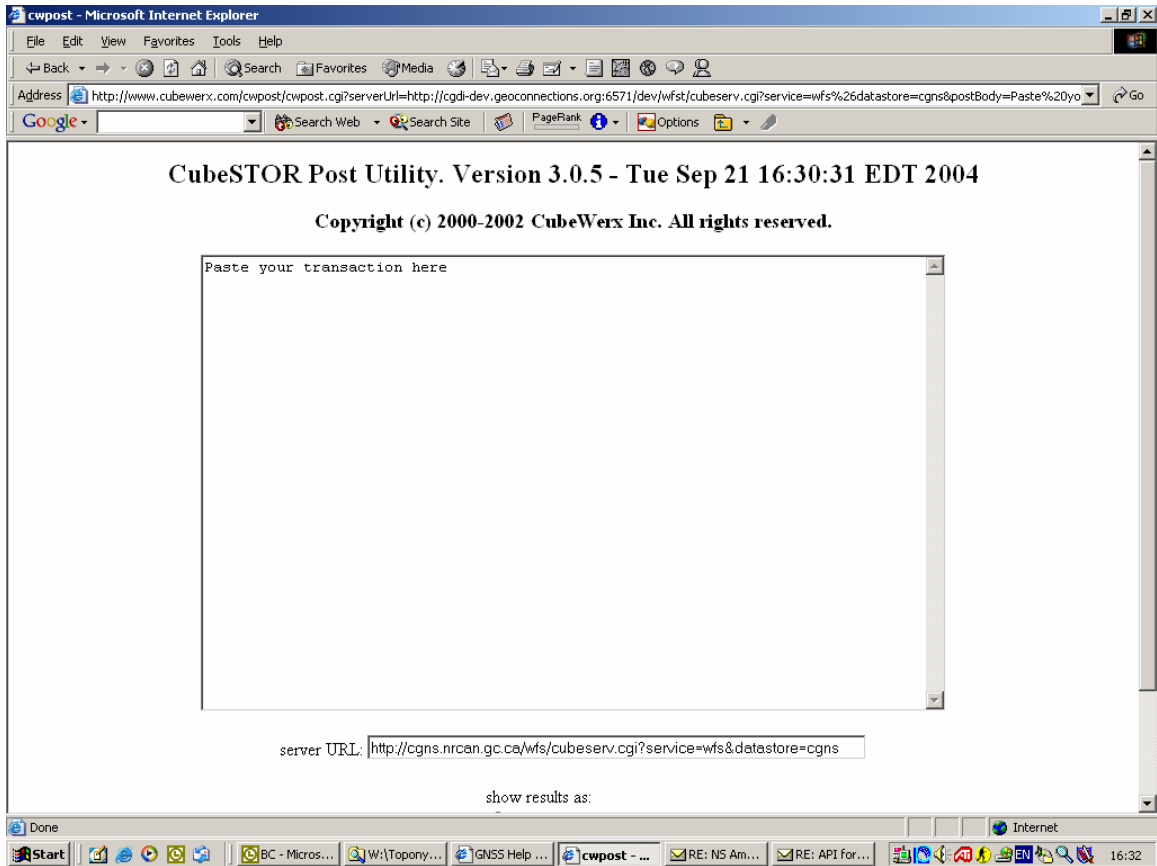 cwpost - Microsoft Internet Explorer
File Edit View Favorites Tools Help
Back Search Favorites Media
Address http://www.cubewerx.com/cwpost/cwpost.cgi?serverUrl=http://cgdi-dev.geoconnections.org:6571/dev/wfst/cubeserv.cgi?service=wfs%26datastore=cgns&postBody=Paste%20yo Go
Google Search Web Search Site PageRank Options
CubeSTOR Post Utility. Version 3.0.5 - Tue Sep 21 16:30:31 EDT 2004
Copyright (c) 2000-2002 CubeWerx Inc. All rights reserved.
Paste your transaction here
server URL: http://cgns.nrcan.gc.ca/wfs/cubeserv.cgi?service=wfs&datastore=cgns
show results as:
Done Internet
Start BC - Micros... W:\Topony... GNSS Help ... cwpost - ... RE: NS Am... RE: API for... EN 16:32